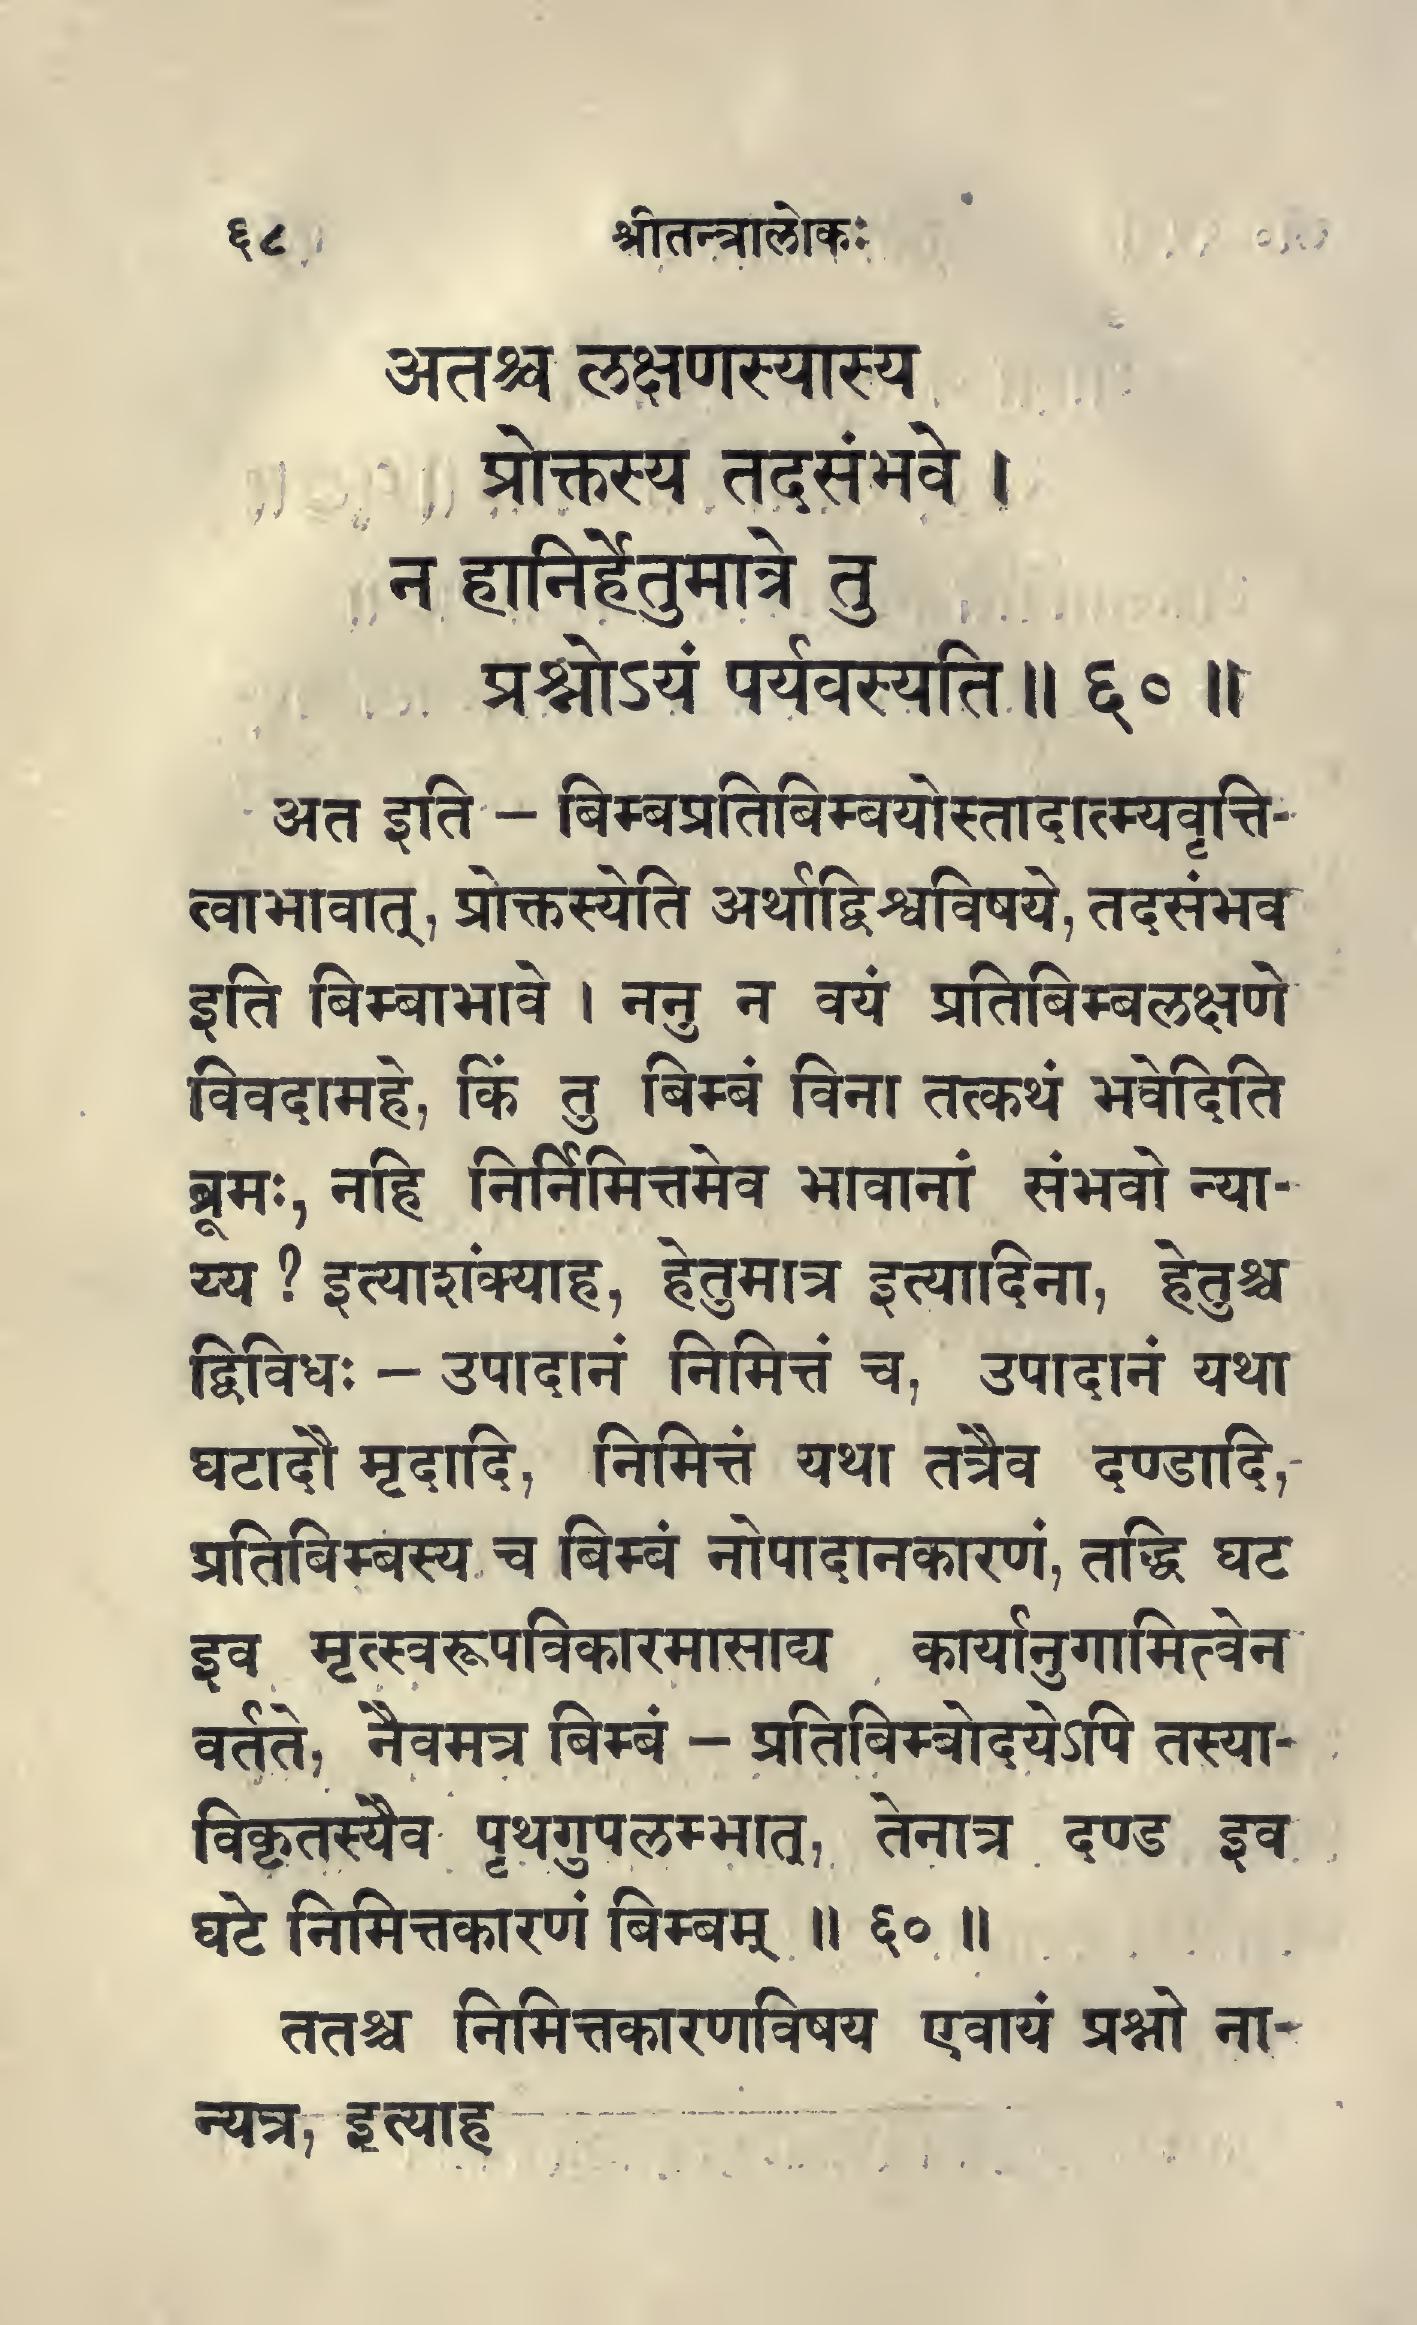 ६८ श्रीतन्त्रालोकः
अतश्च लक्षणस्यास्य
प्रोक्तस्य तदसंभवे ।
न हानिर्हेतुमात्रे तु
प्रश्नोऽयं पर्यवस्यति ॥ ६० ॥
अत इति – बिम्बप्रतिबिम्बयोस्तादात्म्यवृत्ति-
त्वाभावात्, प्रोक्तस्येति अर्थाद्विश्वविषये, तदसंभव
इति बिम्बाभावे । ननु न वयं प्रतिबिम्बलक्षणे
विवदामहे, किं तु बिम्बं विना तत्कथं भवेदिति
ब्रूमः, नहि निर्निमित्तमेव भावानां संभवो न्या-
य्य ? इत्याशंक्याह, हेतुमात्र इत्यादिना, हेतुश्च
द्विविधः – उपादानं निमित्तं च, उपादानं यथा
घटादौ मृदादि, निमित्तं यथा तत्रैव दण्डादि,
प्रतिबिम्बस्य च बिम्बं नोपादानकारणं, तद्धि घट
इव मृत्स्वरूपविकारमासाद्य कार्यानुगामित्वेन
वर्तते, नैवमत्र बिम्बं – प्रतिबिम्बोदयेऽपि तस्या-
विकृतस्यैव पृथगुपलम्भात्, तेनात्र दण्ड इव
घटे निमित्तकारणं बिम्बम् ॥ ६० ॥
ततश्च निमित्तकारणविषय एवायं प्रश्नो ना-
न्यत्र, इत्याह